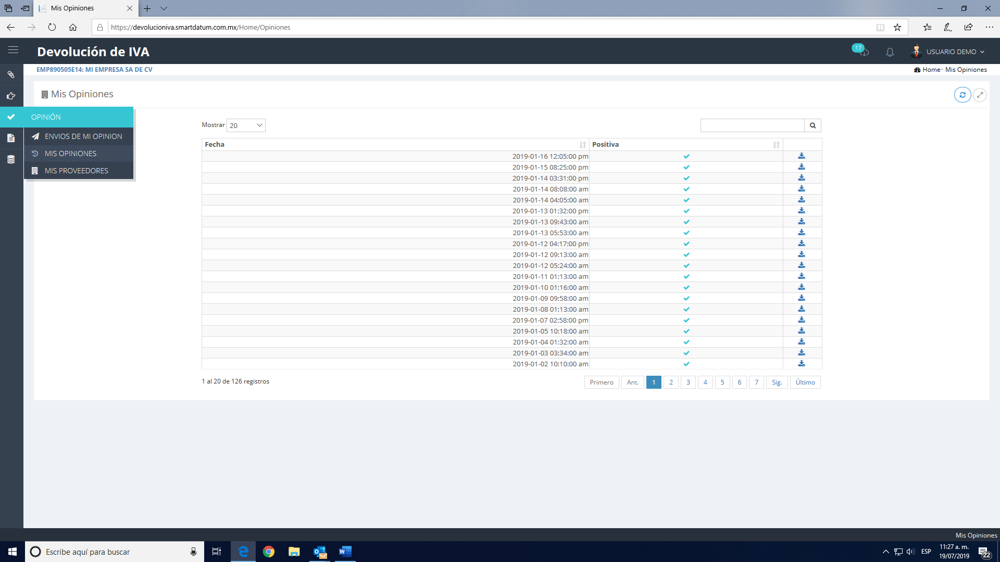 Mis Opiniones
https://devolucioniva.smartdatum.com.mx/Home/Opiniones
Devolución de IVA
17
USUARIO DEMO
EMP890505E14: MI EMPRESA SA DE CV
Home Mis Opiniones
Mis Opiniones
OPINIÓN
ENVIOS DE MI OPINION
MIS OPINIONES
MIS PROVEEDORES
Mostrar 20
Fecha Positiva
2019-01-16 12:05:00 pm
2019-01-15 08:25:00 pm
2019-01-14 03:31:00 pm
2019-01-14 08:08:00 am
2019-01-14 04:05:00 am
2019-01-13 01:32:00 pm
2019-01-13 09:43:00 am
2019-01-13 05:53:00 am
2019-01-12 04:17:00 pm
2019-01-12 09:13:00 am
2019-01-12 05:24:00 am
2019-01-11 01:13:00 am
2019-01-10 01:16:00 am
2019-01-09 09:58:00 am
2019-01-08 01:13:00 am
2019-01-07 02:58:00 pm
2019-01-05 10:18:00 am
2019-01-04 01:32:00 am
2019-01-03 03:34:00 am
2019-01-02 10:10:00 am
1 al 20 de 126 registros
Primero Ant. 1 2 3 4 5 6 7 Sig. Último
Mis Opiniones
Escribe aquí para buscar
ESP
11:27 a. m.
19/07/2019
22